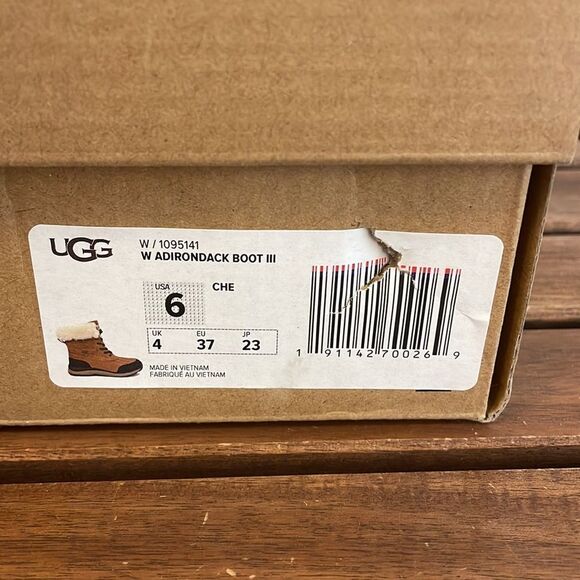 UGG
W / 1095141
W ADIRONDACK BOOT III
USA
6
CHE
UK EU JP
4 37 23
MADE IN VIETNAM
FABRIQUÉ AU VIETNAM
1 91142 70026 9